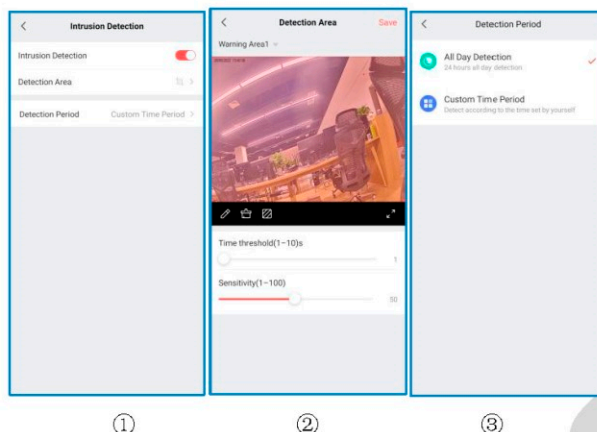 Intrusion Detection
Intrusion Detection
Detection Area
Detection Period Custom Time Period
Detection Area Save
Warning Area1
Time threshold(1-10)s
1
Sensitivity(1-100)
50
Detection Period
All Day Detection
24 hours all day detection
Custom Time Period
Detect according to the time set by yourself
① ② ③